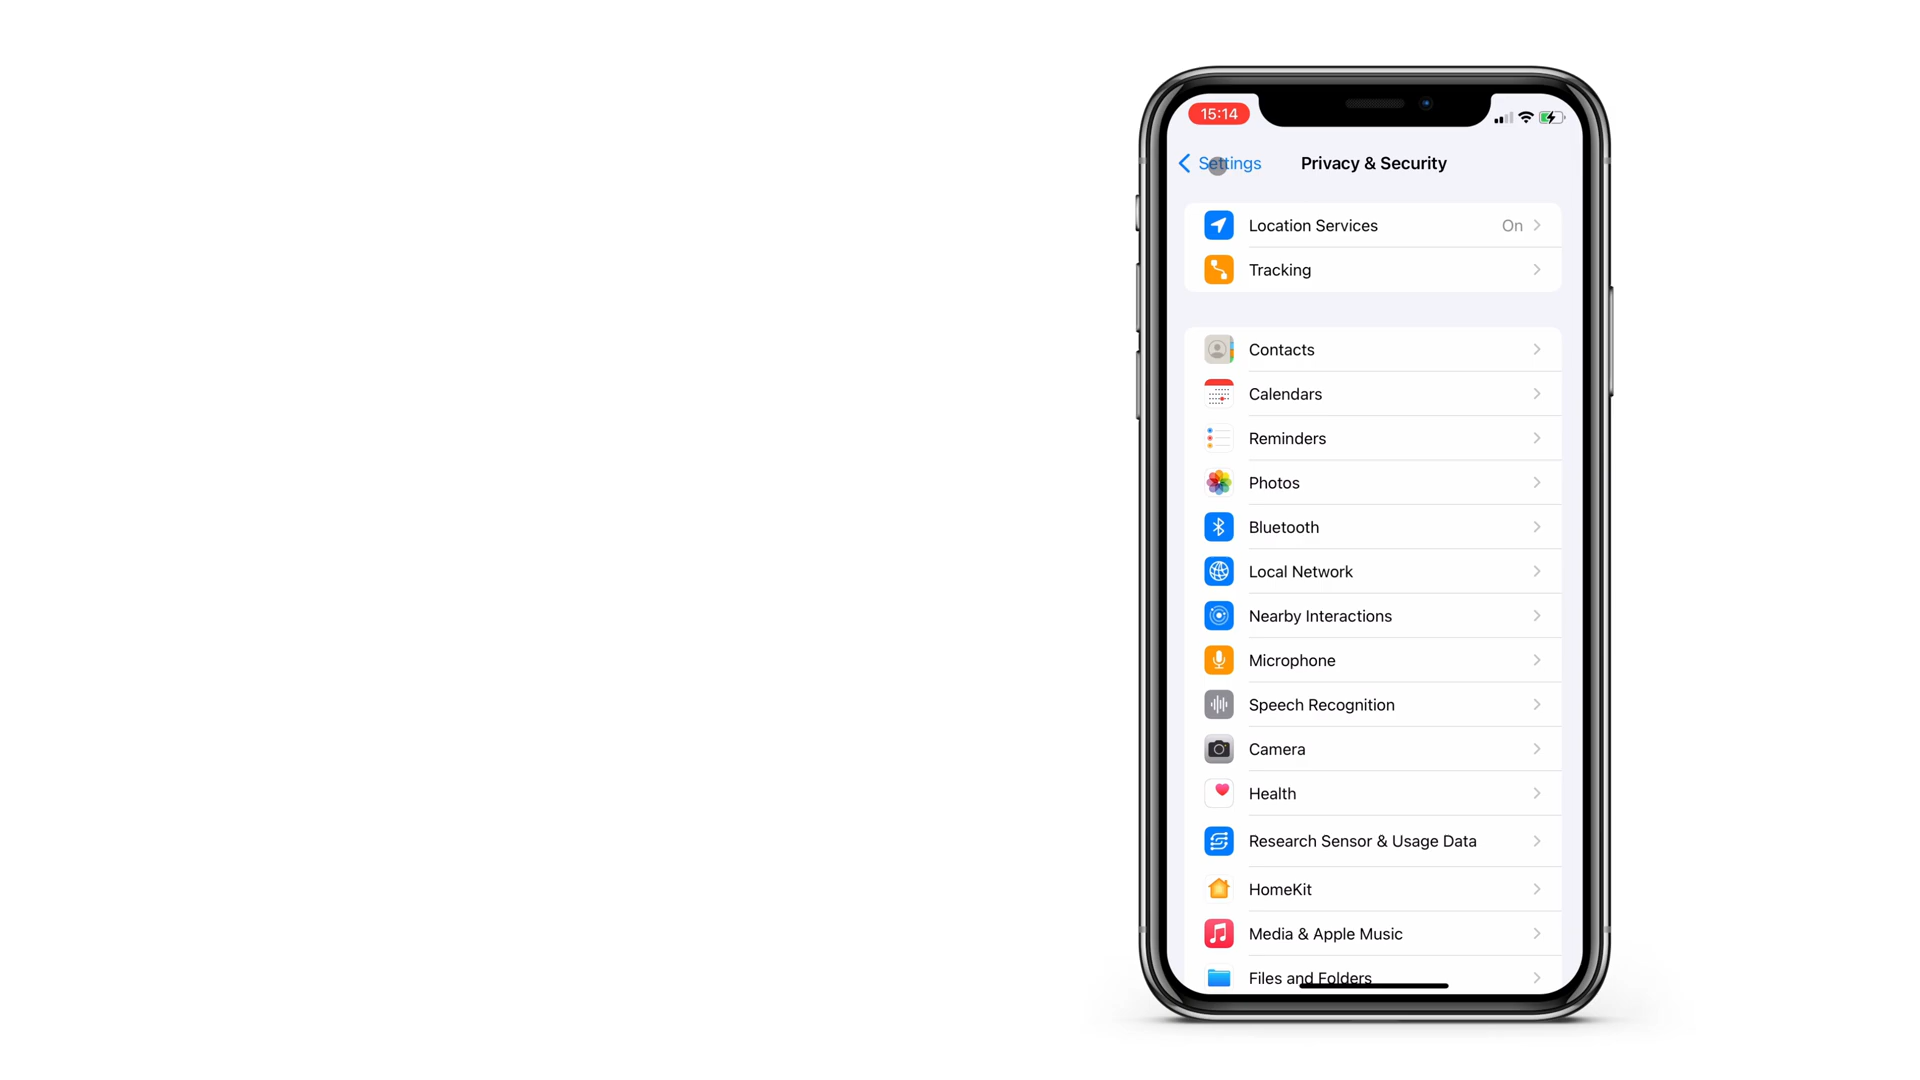 15:14
Settings
Privacy & Security
Location Services On
Tracking
Contacts
Calendars
Reminders
Photos
Bluetooth
Local Network
Nearby Interactions
Microphone
Speech Recognition
Camera
Health
Research Sensor & Usage Data
HomeKit
Media & Apple Music
Files and Folders